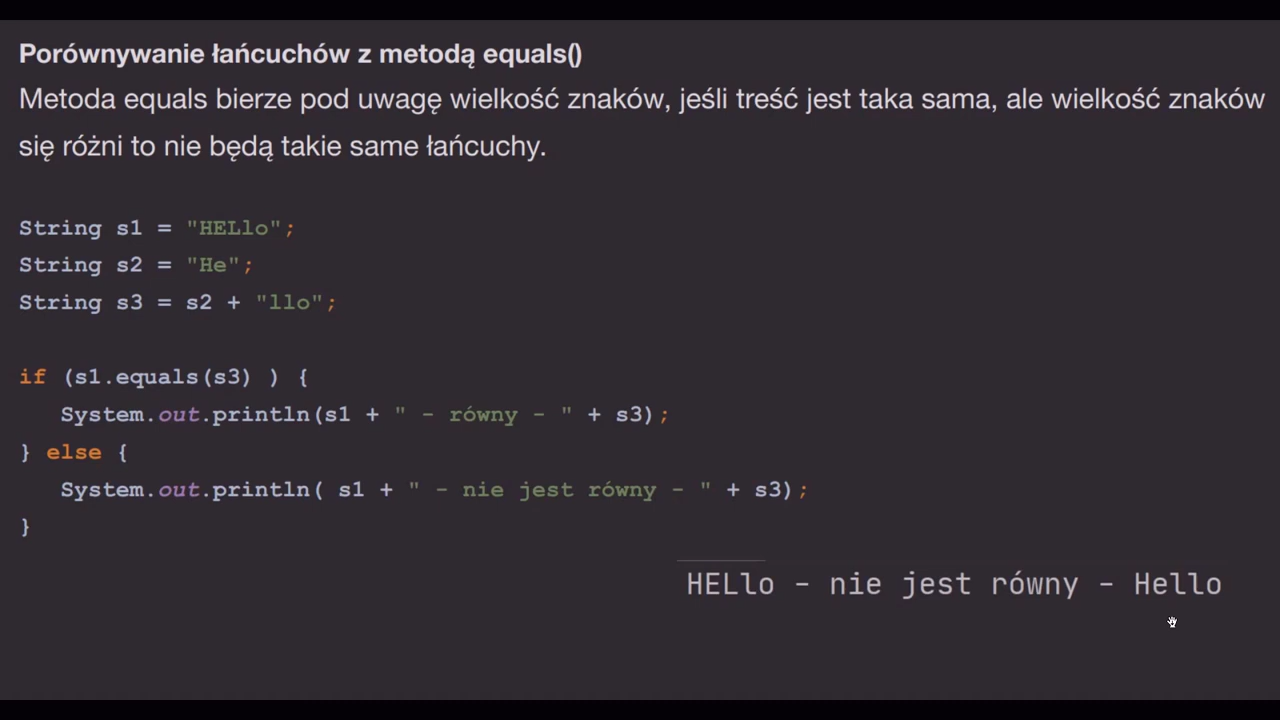 Porównywanie łańcuchów z metodą equals()
Metoda equals bierze pod uwagę wielkość znaków, jeśli treść jest taka sama, ale wielkość znaków
się różni to nie będą takie same łańcuchy.
String s1 = "HELlo";
String s2 = "He";
String s3 = s2 + "llo";
if (s1.equals(s3) ) {
System.out.println(s1 + " - równy - " + s3);
} else {
System.out.println( s1 + " - nie jest równy - " + s3);
}
HELlo - nie jest równy - Hello